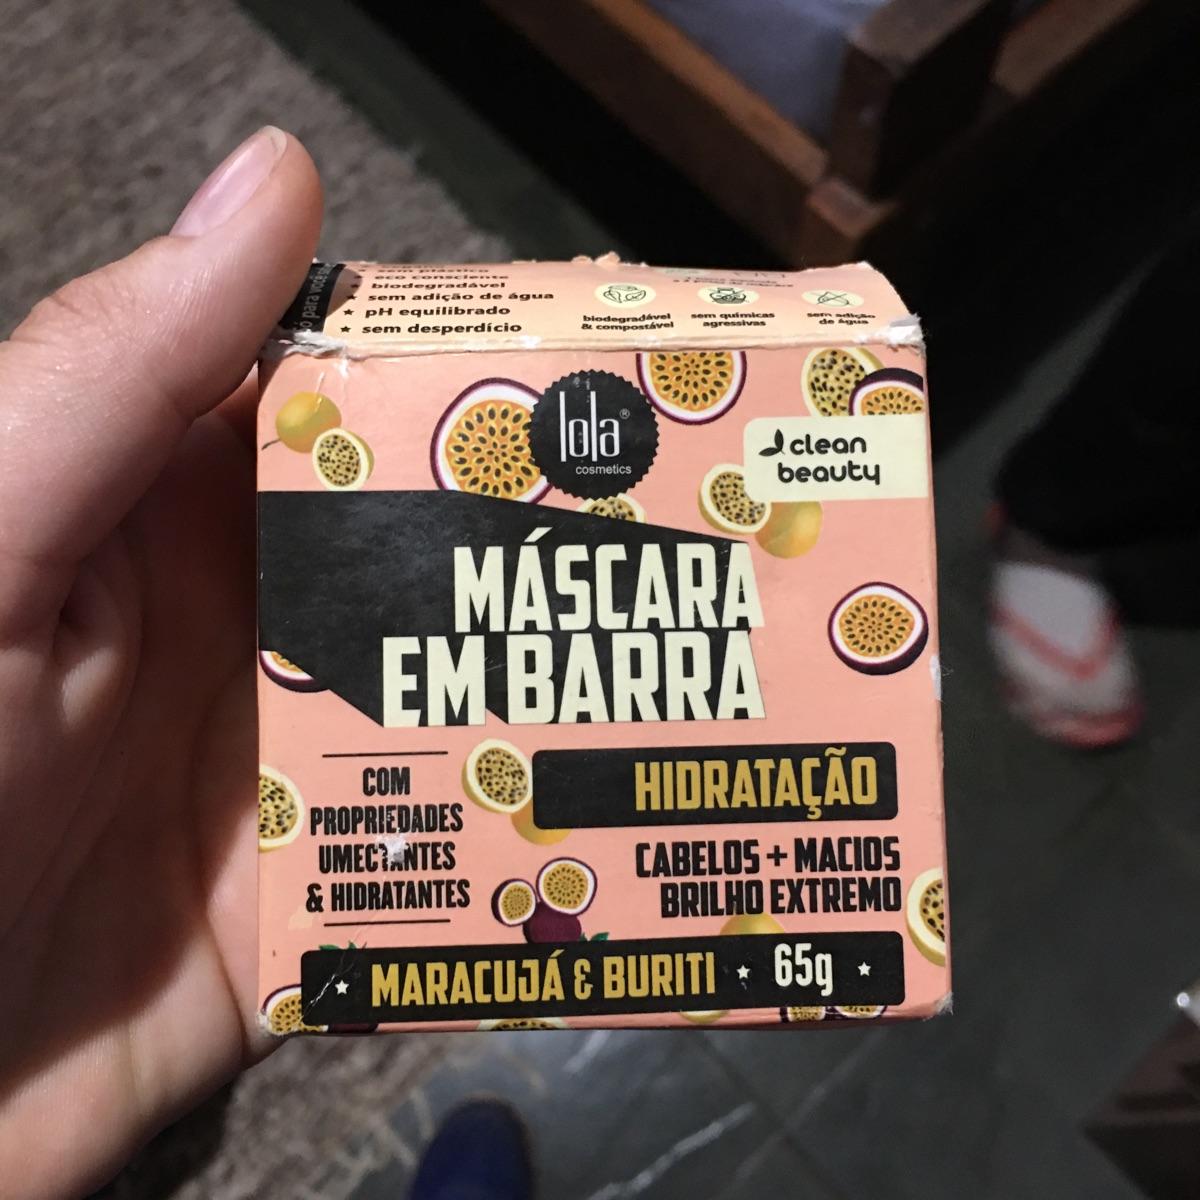 sem plástico
★ eco consciente
★ biodegradável
★ sem adição de água
★ pH equilibrado
★ sem desperdício
biodegradável
& compostável
sem químicas
agressivas
sem adição
de água
para você
lola®
cosmetics
clean
beauty
MÁSCARA
EM BARRA
COM
PROPRIEDADES
UMECTANTES
& HIDRATANTES
HIDRATAÇÃO
CABELOS + MACIOS
BRILHO EXTREMO
★ MARACUJÁ & BURITI ★ 65g ★